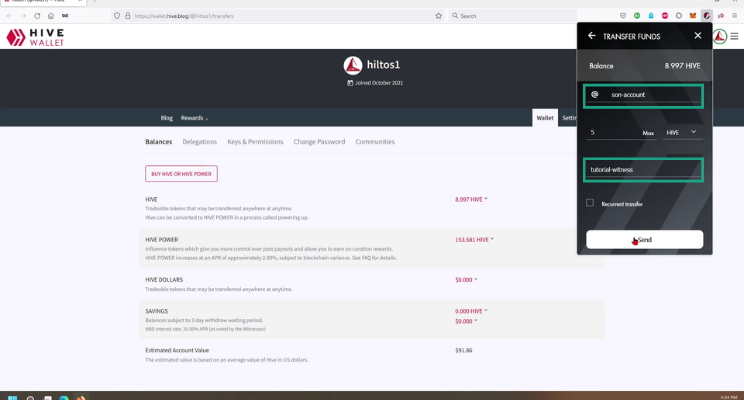 https://wallet.hive.blog/@hiltos1/transfers
Search
HIVE
WALLET
hiltos1
Joined October 2021
Blog Rewards
Wallet
Balances Delegations Keys & Permissions Change Password Communities
BUY HIVE OR HIVE POWER
HIVE
8.997 HIVE
Tradeable tokens that may be transferred anywhere at anytime.
Hive can be converted to HIVE POWER in a process called powering up.
HIVE POWER
153.581 HIVE
Influence tokens which give you more control over post payouts and allow you to earn on curation rewards.
HIVE POWER increases at an APR of approximately 2.89%, subject to blockchain variance. See FAQ for details.
HIVE DOLLARS
$0.000
Tradeable tokens that may be transferred anywhere at anytime.
SAVINGS
0.000 HIVE
Balances subject to 3 day withdraw waiting period.
$0.000
(as voted by the Witnesses)
Estimated Account Value
$91.86
The estimated value is based on an average value of Hive in US dollars.
TRANSFER FUNDS
Balance 8.997 HIVE
@ son-account
5 Max HIVE
tutorial-witness
Recurrent transfer
Send
4:34 PM